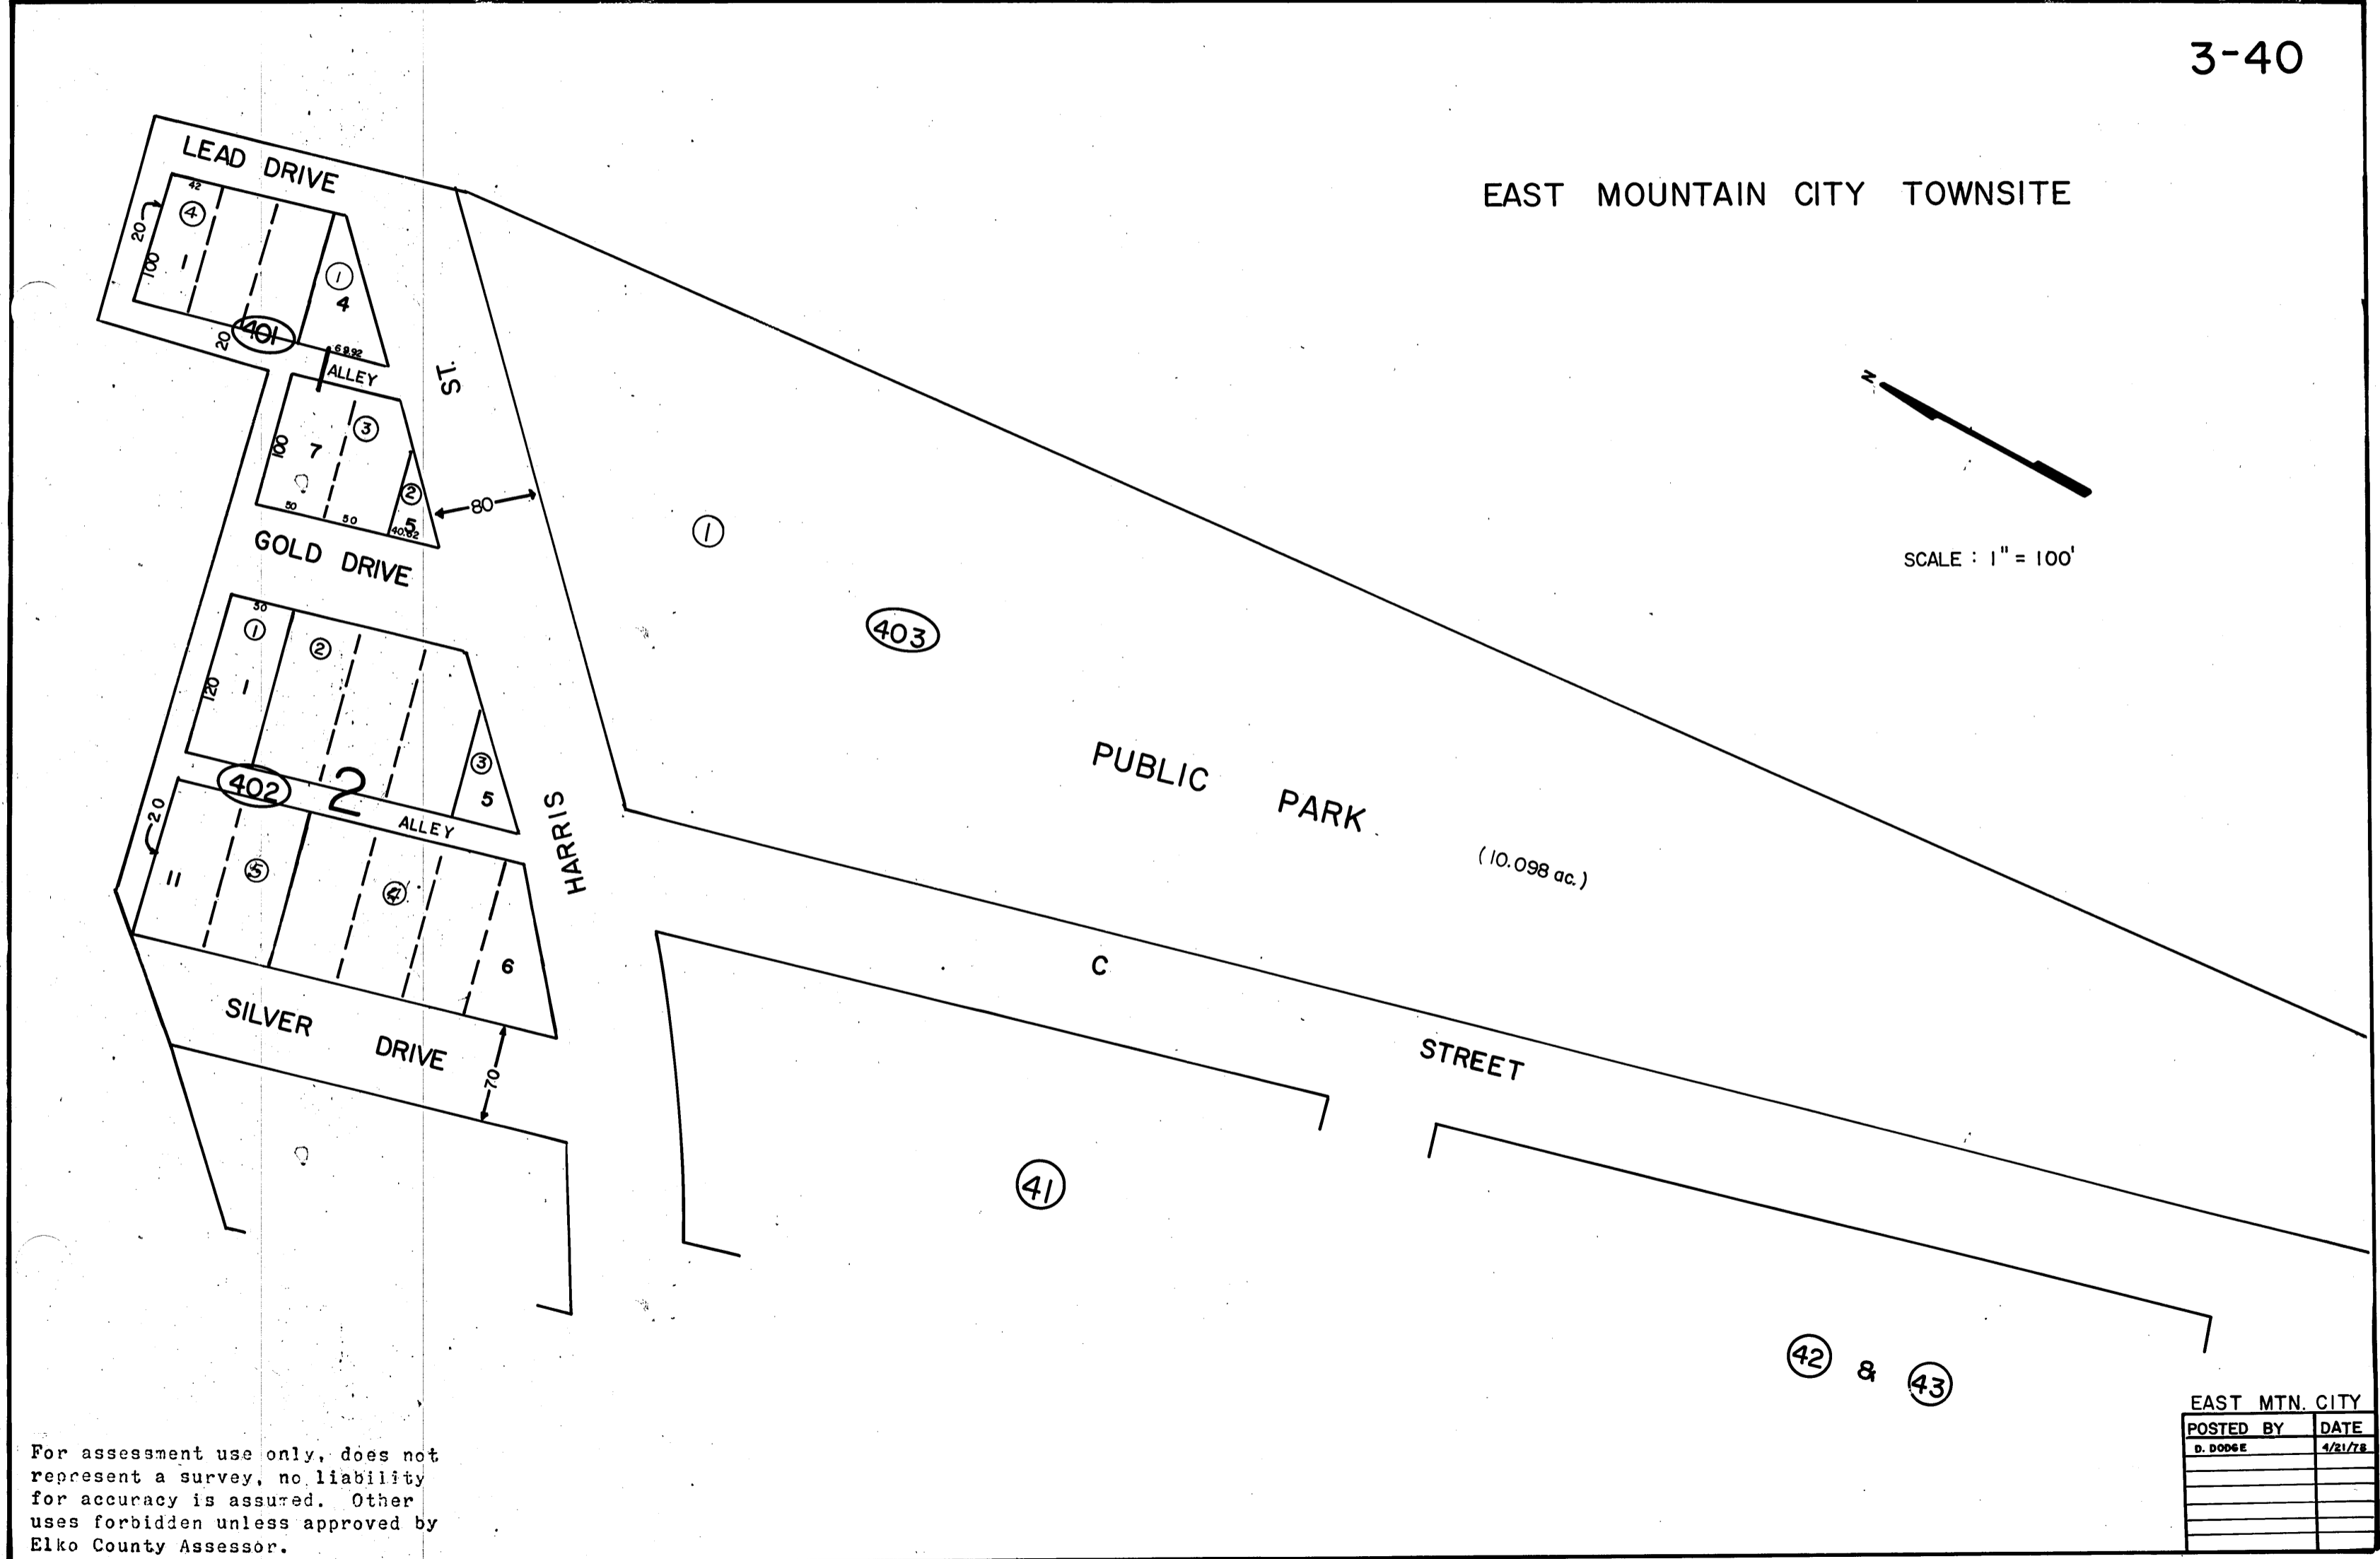 3-40
EAST MOUNTAIN CITY TOWNSITE
LEAD DRIVE
42
④
20
100
1
①
4
401
20
69.92
ALLEY
ST.
③
100
7
②
5
50
50
40.62
80
GOLD DRIVE
①
403
N
SCALE : 1" = 100'
50
①
②
120
1
③
5
402
2
ALLEY
20
HARRIS
11
⑤
④
6
PUBLIC PARK
(10.098 ac.)
C STREET
SILVER DRIVE
70
41
42 & 43
EAST MTN. CITY
POSTED BY DATE
D. DODGE 4/21/78
For assessment use only, does not
represent a survey, no liability
for accuracy is assumed. Other
uses forbidden unless approved by
Elko County Assessor.